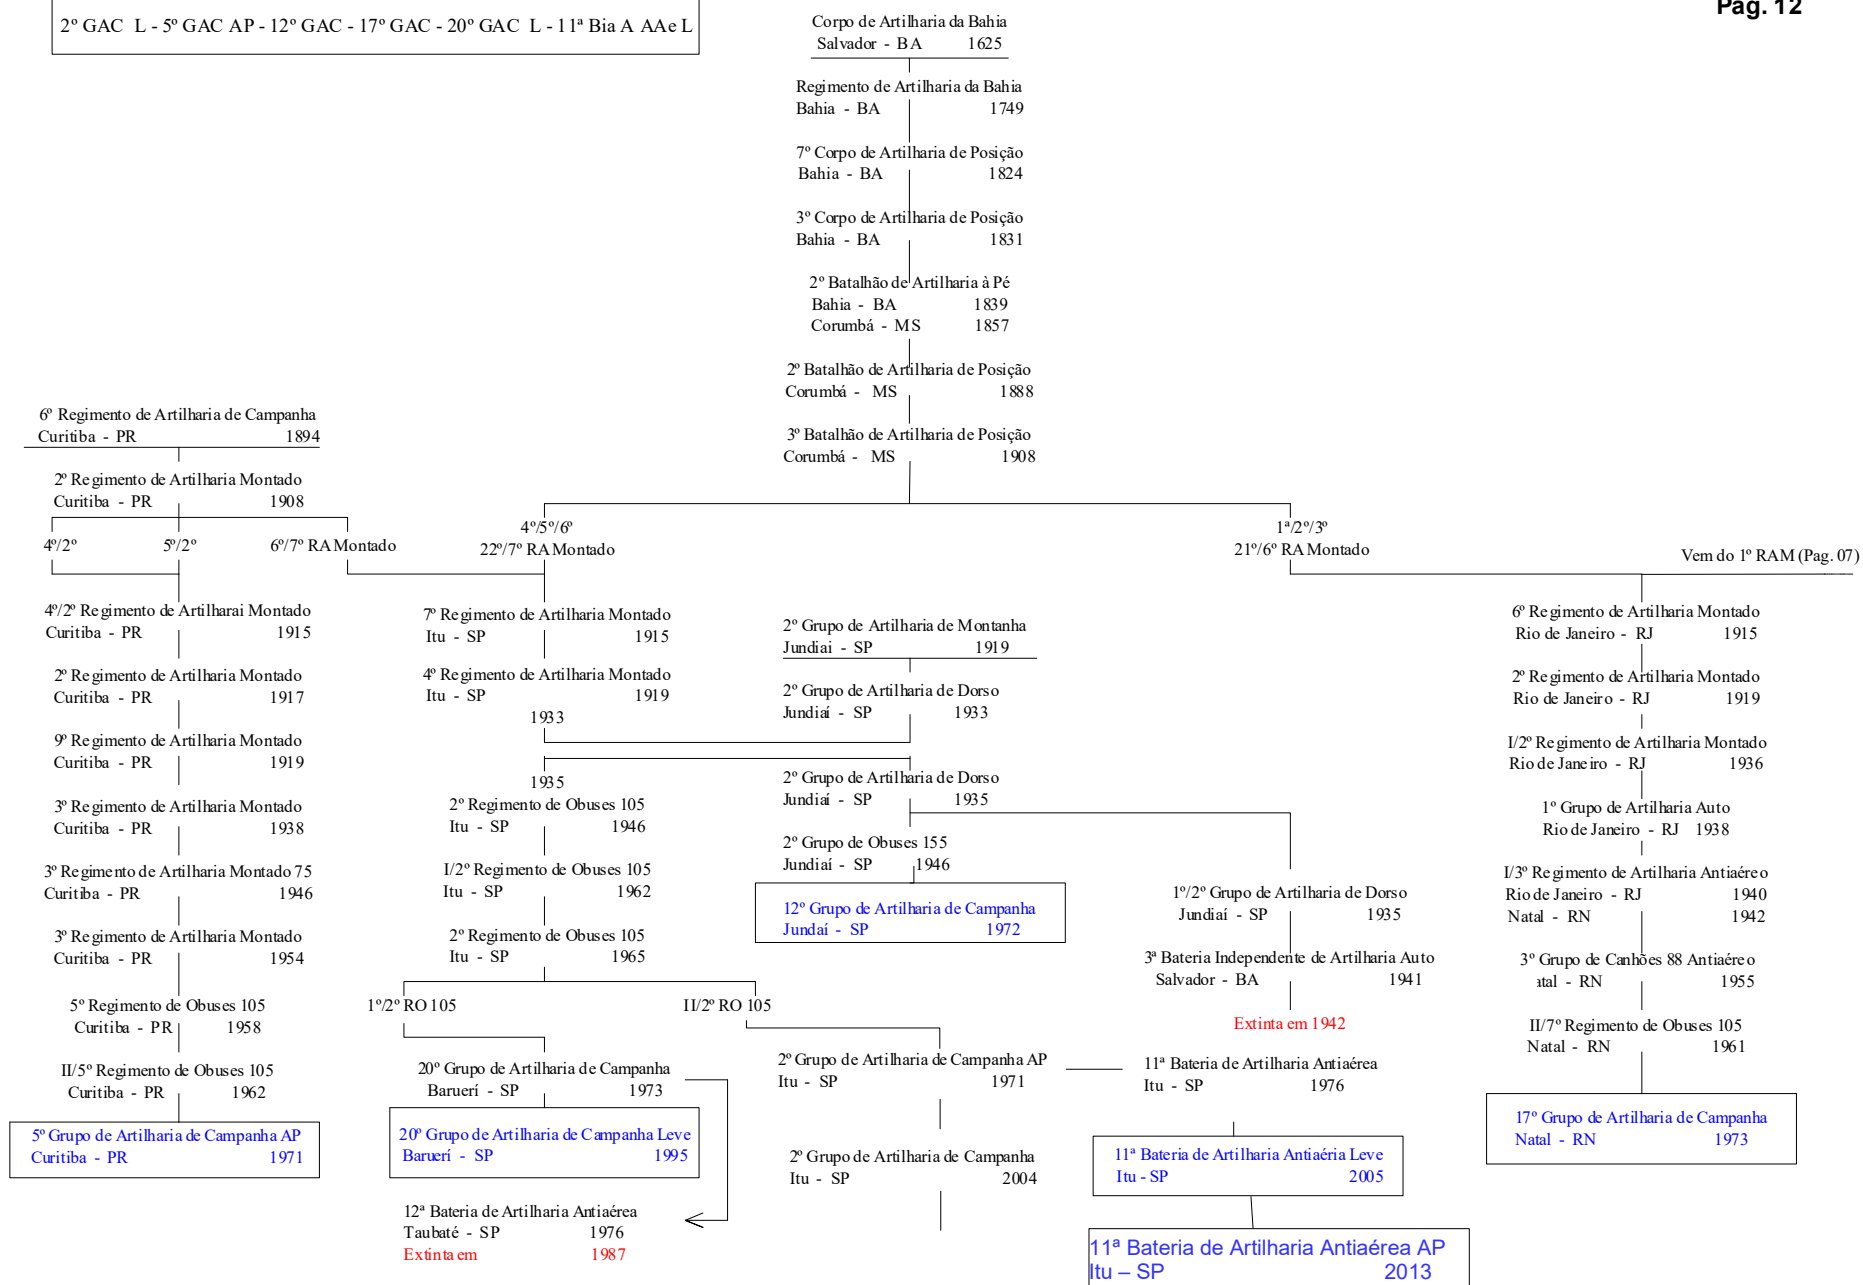 Pag. 12
2º GAC L - 5º GAC AP - 12º GAC - 17º GAC - 20º GAC L - 11ª Bia A AAe L
Corpo de Artilharia da Bahia
Salvador - BA 1625
Regimento de Artilharia da Bahia
Bahia - BA 1749
7º Corpo de Artilharia de Posição
Bahia - BA 1824
3º Corpo de Artilharia de Posição
Bahia - BA 1831
2º Batalhão de Artilharia à Pé
Bahia - BA 1839
Corumbá - MS 1857
2º Batalhão de Artilharia de Posição
Corumbá - MS 1888
3º Batalhão de Artilharia de Posição
Corumbá - MS 1908
6º Regimento de Artilharia de Campanha
Curitiba - PR 1894
2º Regimento de Artilharia Montado
Curitiba - PR 1908
4º/2º 5º/2º 6º/7º RA Montado
4º/5º/6º
22º/7º RA Montado
1ª/2º/3º
21º/6º RA Montado
Vem do 1º RAM (Pag. 07)
4º/2º Regimento de Artilharai Montado
Curitiba - PR 1915
2º Regimento de Artilharia Montado
Curitiba - PR 1917
9º Regimento de Artilharia Montado
Curitiba - PR 1919
3º Regimento de Artilharia Montado
Curitiba - PR 1938
3º Regimento de Artilharia Montado 75
Curitiba - PR 1946
3º Regimento de Artilharia Montado
Curitiba - PR 1954
5º Regimento de Obuses 105
Curitiba - PR 1958
II/5º Regimento de Obuses 105
Curitiba - PR 1962
5º Grupo de Artilharia de Campanha AP
Curitiba - PR 1971
7º Regimento de Artilharia Montado
Itu - SP 1915
4º Regimento de Artilharia Montado
Itu - SP 1919
1933
1935
2º Regimento de Obuses 105
Itu - SP 1946
I/2º Regimento de Obuses 105
Itu - SP 1962
2º Regimento de Obuses 105
Itu - SP 1965
1º/2º RO 105 II/2º RO 105
20º Grupo de Artilharia de Campanha
Baruerí - SP 1973
20º Grupo de Artilharia de Campanha Leve
Baruerí - SP 1995
12ª Bateria de Artilharia Antiaérea
Taubaté - SP 1976
Extinta em 1987
2º Grupo de Artilharia de Montanha
Jundiai - SP 1919
2º Grupo de Artilharia de Dorso
Jundiaí - SP 1933
2º Grupo de Artilharia de Dorso
Jundiaí - SP 1935
2º Grupo de Obuses 155
Jundiaí - SP 1946
12º Grupo de Artilharia de Campanha
Jundaí - SP 1972
2º Grupo de Artilharia de Campanha AP
Itu - SP 1971
2º Grupo de Artilharia de Campanha
Itu - SP 2004
1º/2º Grupo de Artilharia de Dorso
Jundiaí - SP 1935
3ª Bateria Independente de Artilharia Auto
Salvador - BA 1941
Extinta em 1942
11ª Bateria de Artilharia Antiaérea
Itu - SP 1976
11ª Bateria de Artilharia Antiaéria Leve
Itu - SP 2005
11ª Bateria de Artilharia Antiaérea AP
Itu – SP 2013
6º Regimento de Artilharia Montado
Rio de Janeiro - RJ 1915
2º Regimento de Artilharia Montado
Rio de Janeiro - RJ 1919
I/2º Regimento de Artilharia Montado
Rio de Janeiro - RJ 1936
1º Grupo de Artilharia Auto
Rio de Janeiro - RJ 1938
I/3º Regimento de Artilharia Antiaéreo
Rio de Janeiro - RJ 1940
Natal - RN 1942
3º Grupo de Canhões 88 Antiaéreo
atal - RN 1955
II/7º Regimento de Obuses 105
Natal - RN 1961
17º Grupo de Artilharia de Campanha
Natal - RN 1973